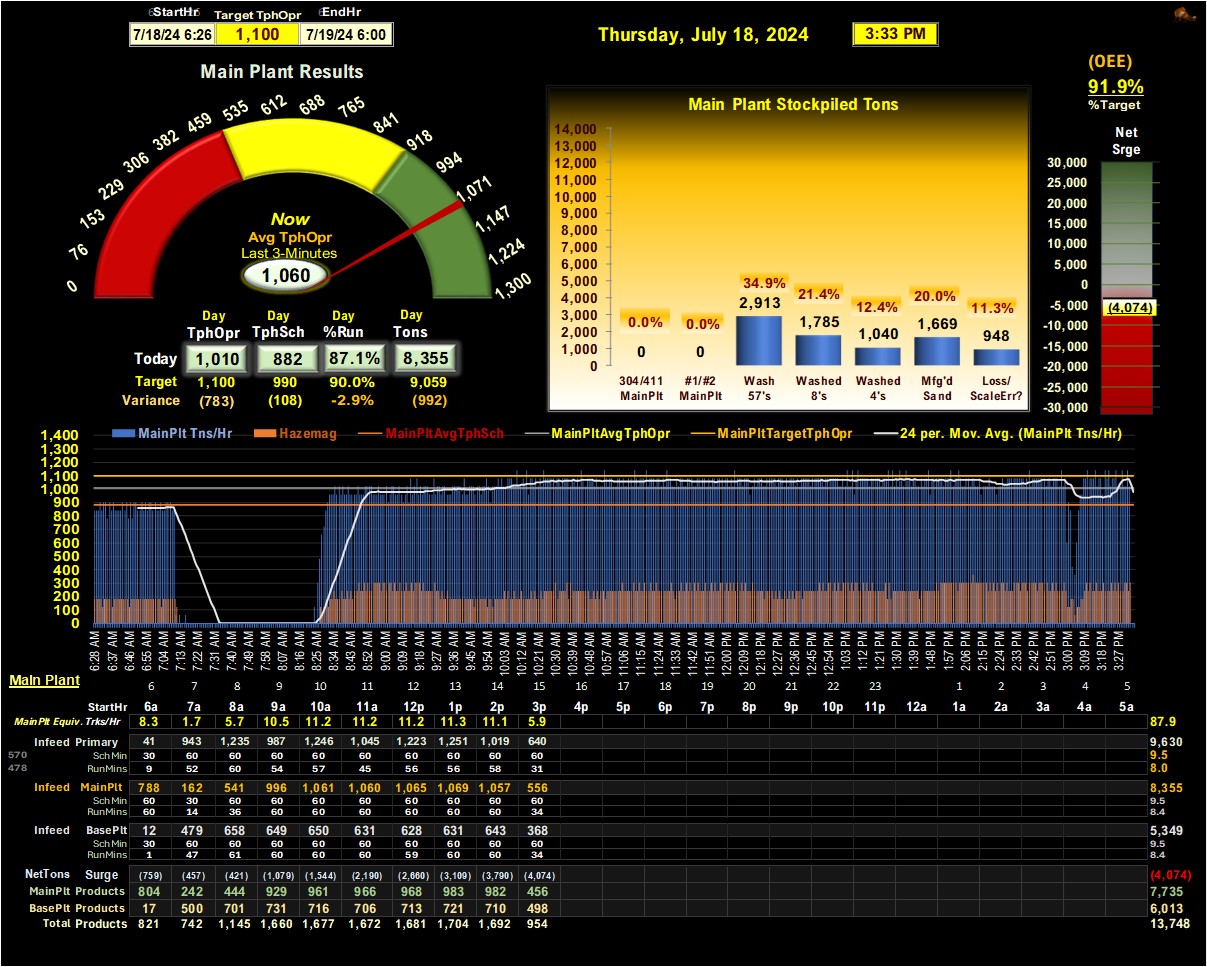 StartHr Target TphOpr EndHr
7/18/24 6:26 1,100 7/19/24 6:00
Thursday, July 18, 2024 3:33 PM
(OEE)
91.9%
%Target
Main Plant Results
0 76 153 229 306 382 459 535 612 688 765 841 918 994 1,071 1,147 1,224 1,300
Now
Avg TphOpr
Last 3-Minutes
1,060
Day Day Day Day
TphOpr TphSch %Run Tons
Today 1,010 882 87.1% 8,355
Target 1,100 990 90.0% 9,059
Variance (783) (108) -2.9% (992)
Main Plant Stockpiled Tons
14,000
13,000
12,000
11,000
10,000
9,000
8,000
7,000
6,000
5,000
4,000
3,000
2,000
1,000
0
0.0% 0.0% 34.9% 21.4% 12.4% 20.0% 11.3%
0 0 2,913 1,785 1,040 1,669 948
304/411 #1/#2 Wash Washed Washed Mfg'd Loss/
MainPlt MainPlt 57's 8's 4's Sand ScaleErr?
Net
Srge
30,000
25,000
20,000
15,000
10,000
5,000
0
-5,000
-10,000
-15,000
-20,000
-25,000
-30,000
(4,074)
MainPlt Tns/Hr Hazemag MainPltAvgTphSch MainPltAvgTphOpr MainPltTargetTphOpr 24 per. Mov. Avg. (MainPlt Tns/Hr)
1,400
1,300
1,200
1,100
1,000
900
800
700
600
500
400
300
200
100
0
6:28 AM 6:37 AM 6:46 AM 6:55 AM 7:04 AM 7:13 AM 7:22 AM 7:31 AM 7:40 AM 7:49 AM 7:58 AM 8:07 AM 8:16 AM 8:25 AM 8:43 AM 8:52 AM 9:00 AM 9:09 AM 9:18 AM 9:27 AM 9:36 AM 9:45 AM 9:54 AM 10:03 AM 10:12 AM 10:21 AM 10:30 AM 10:39 AM 10:48 AM 10:57 AM 11:06 AM 11:15 AM 11:24 AM 11:33 AM 11:42 AM 11:51 AM 12:00 PM 12:09 PM 12:18 PM 12:27 PM 12:36 PM 12:45 PM 12:54 PM 1:03 PM 1:12 PM 1:21 PM 1:30 PM 1:39 PM 1:48 PM 1:57 PM 2:06 PM 2:15 PM 2:24 PM 2:33 PM 2:42 PM 2:51 PM 3:00 PM 3:09 PM 3:18 PM 3:27 PM
Main Plant 6 7 8 9 10 11 12 13 14 15 16 17 18 19 20 21 22 23 1 2 3 4 5
StartHr 6a 7a 8a 9a 10a 11a 12p 1p 2p 3p 4p 5p 6p 7p 8p 9p 10p 11p 12a 1a 2a 3a 4a 5a
MainPlt Equiv. Trks/Hr 8.3 1.7 5.7 10.5 11.2 11.2 11.2 11.3 11.1 5.9 87.9
Infeed Primary 41 943 1,235 987 1,246 1,045 1,223 1,251 1,019 640 9,630
570 Sch Min 30 60 60 60 60 60 60 60 60 60 9.5
478 RunMins 9 52 60 54 57 45 56 56 58 31 8.0
Infeed MainPlt 788 162 541 996 1,061 1,060 1,065 1,069 1,057 556 8,355
Sch Min 60 30 60 60 60 60 60 60 60 60 9.5
RunMins 60 14 36 60 60 60 60 60 60 34 8.4
Infeed BasePlt 12 479 658 649 650 631 628 631 643 368 5,349
Sch Min 30 60 60 60 60 60 60 60 60 60 9.5
RunMins 1 47 61 60 60 60 59 60 60 34 8.4
NetTons Surge (759) (457) (421) (1,079) (1,544) (2,190) (2,660) (3,109) (3,790) (4,074) (4,074)
MainPlt Products 804 242 444 929 961 966 968 983 982 456 7,735
BasePlt Products 17 500 701 731 716 706 713 721 710 498 6,013
Total Products 821 742 1,145 1,660 1,677 1,672 1,681 1,704 1,692 954 13,748